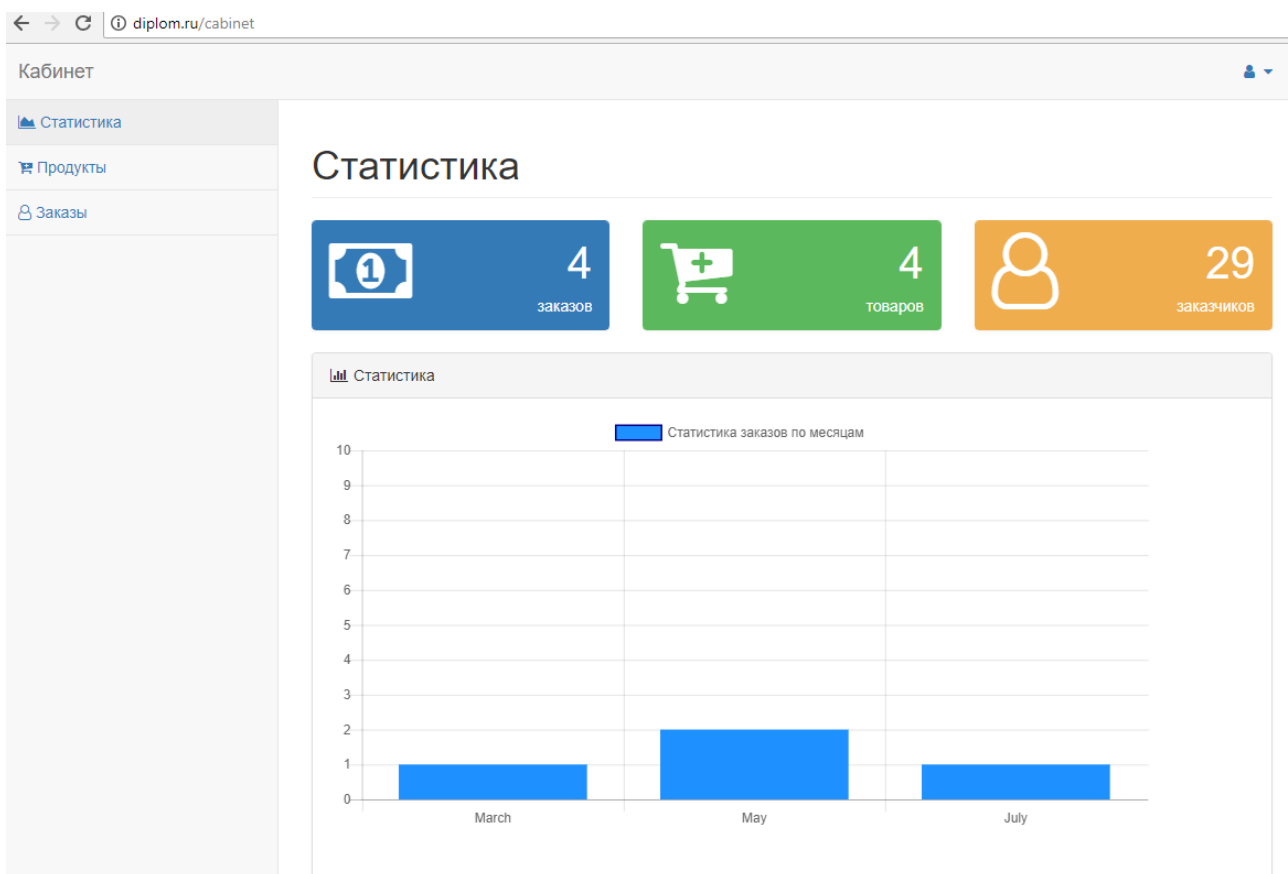 diplom.ru/cabinet
Кабинет
Статистика
Продукты
Заказы
Статистика
1
4
заказов
4
товаров
29
заказчиков
Статистика
Статистика заказов по месяцам
10
9
8
7
6
5
4
3
2
1
0
March May July